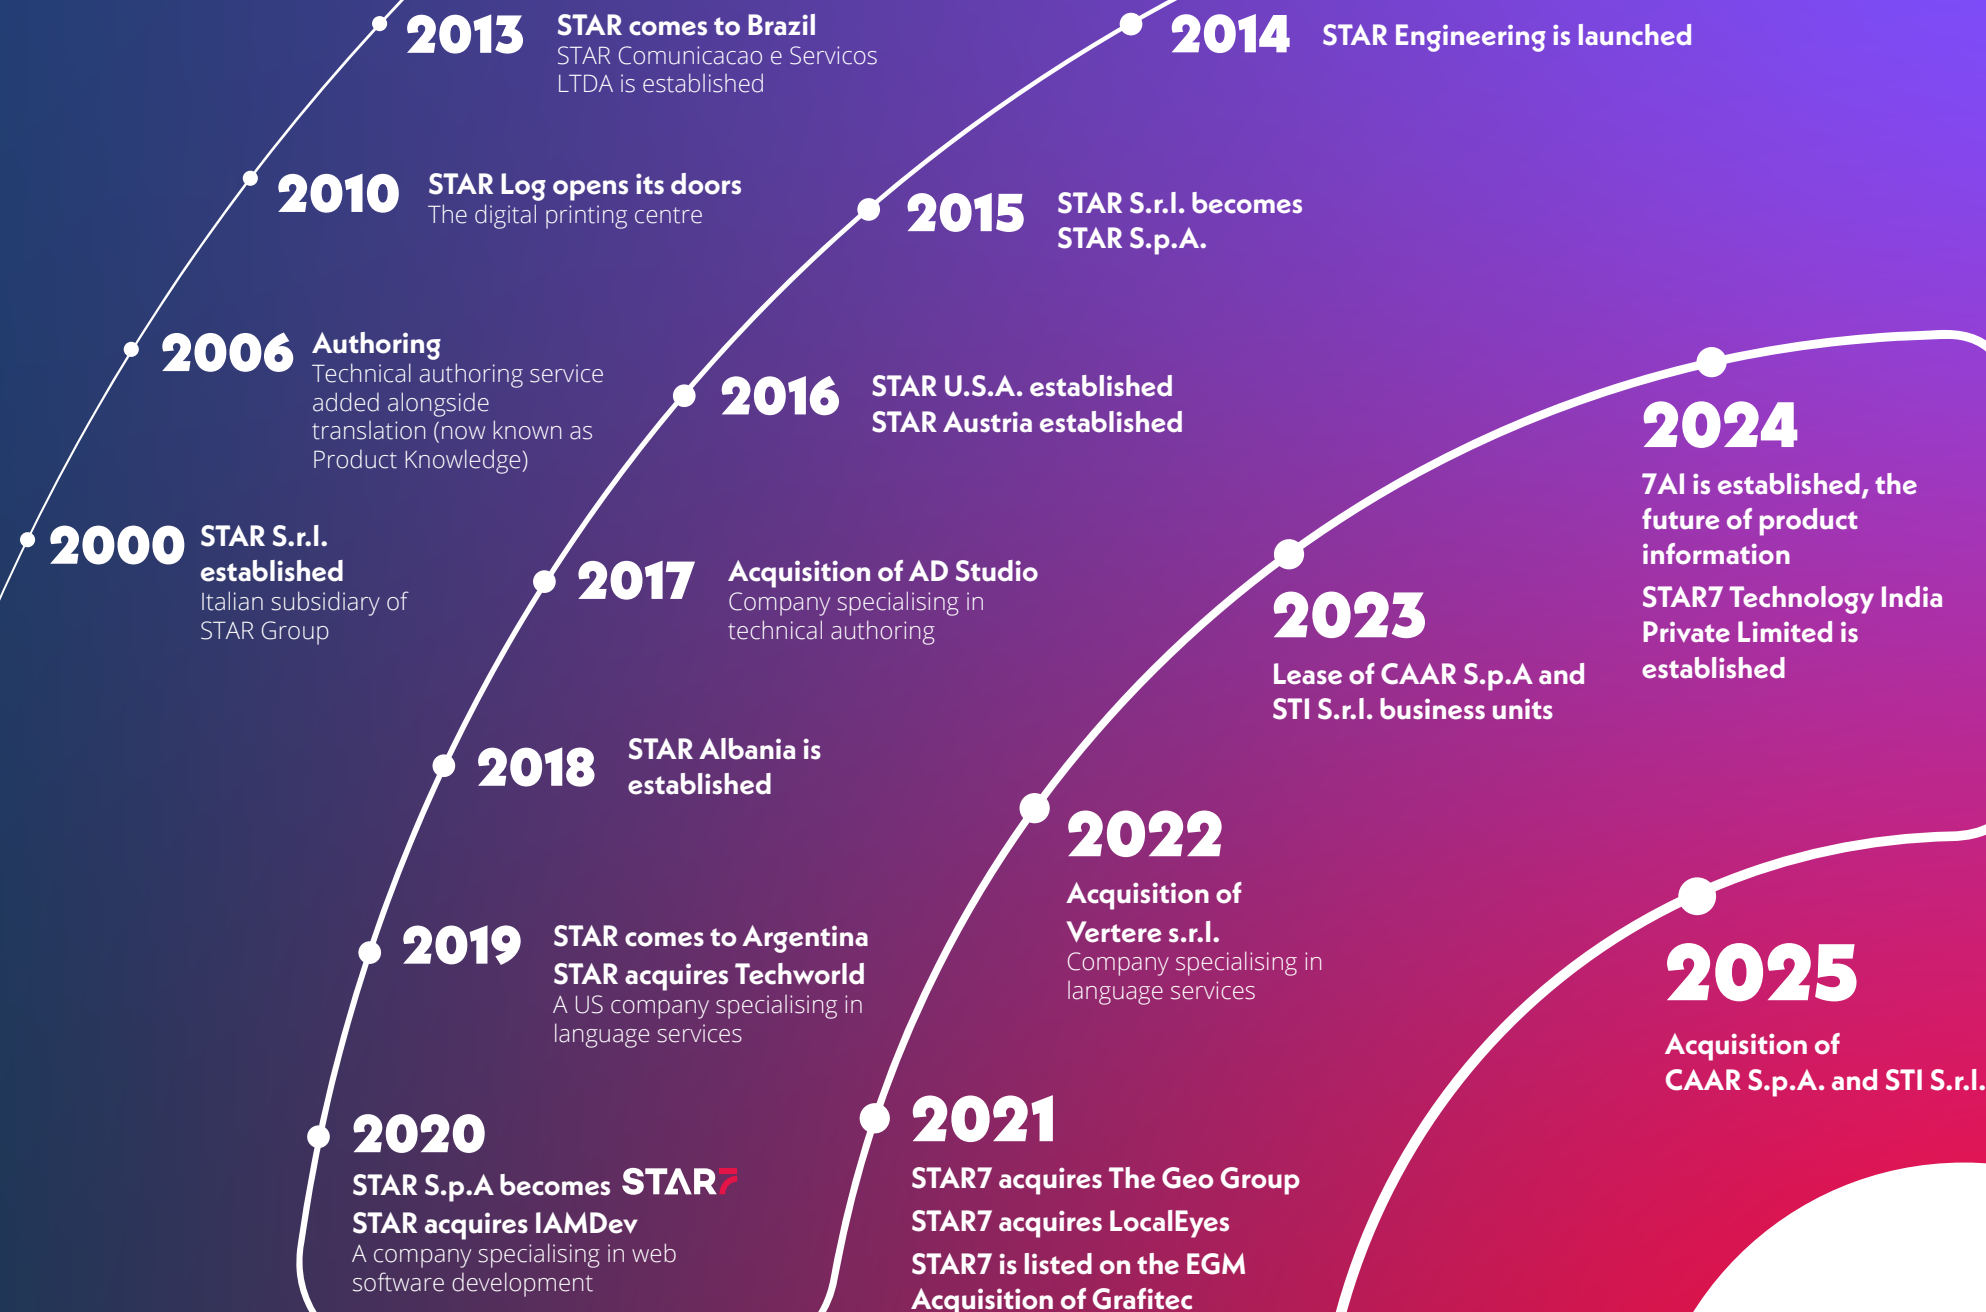 2013
STAR comes to Brazil
STAR Comunicacao e Servicos
LTDA is established
2010
STAR Log opens its doors
The digital printing centre
2006
Authoring
Technical authoring service
added alongside
translation (now known as
Product Knowledge)
2000
STAR S.r.l.
established
Italian subsidiary of
STAR Group
2014
STAR Engineering is launched
2015
STAR S.r.l. becomes
STAR S.p.A.
2016
STAR U.S.A. established
STAR Austria established
2017
Acquisition of AD Studio
Company specialising in
technical authoring
2018
STAR Albania is
established
2019
STAR comes to Argentina
STAR acquires Techworld
A US company specialising in
language services
2020
STAR S.p.A becomes STAR7
STAR acquires IAMDev
A company specialising in web
software development
2021
STAR7 acquires The Geo Group
STAR7 acquires LocalEyes
STAR7 is listed on the EGM
Acquisition of Grafitec
2022
Acquisition of
Vertere s.r.l.
Company specialising in
language services
2023
Lease of CAAR S.p.A and
STI S.r.l. business units
2024
7AI is established, the
future of product
information
STAR7 Technology India
Private Limited is
established
2025
Acquisition of
CAAR S.p.A. and STI S.r.l.